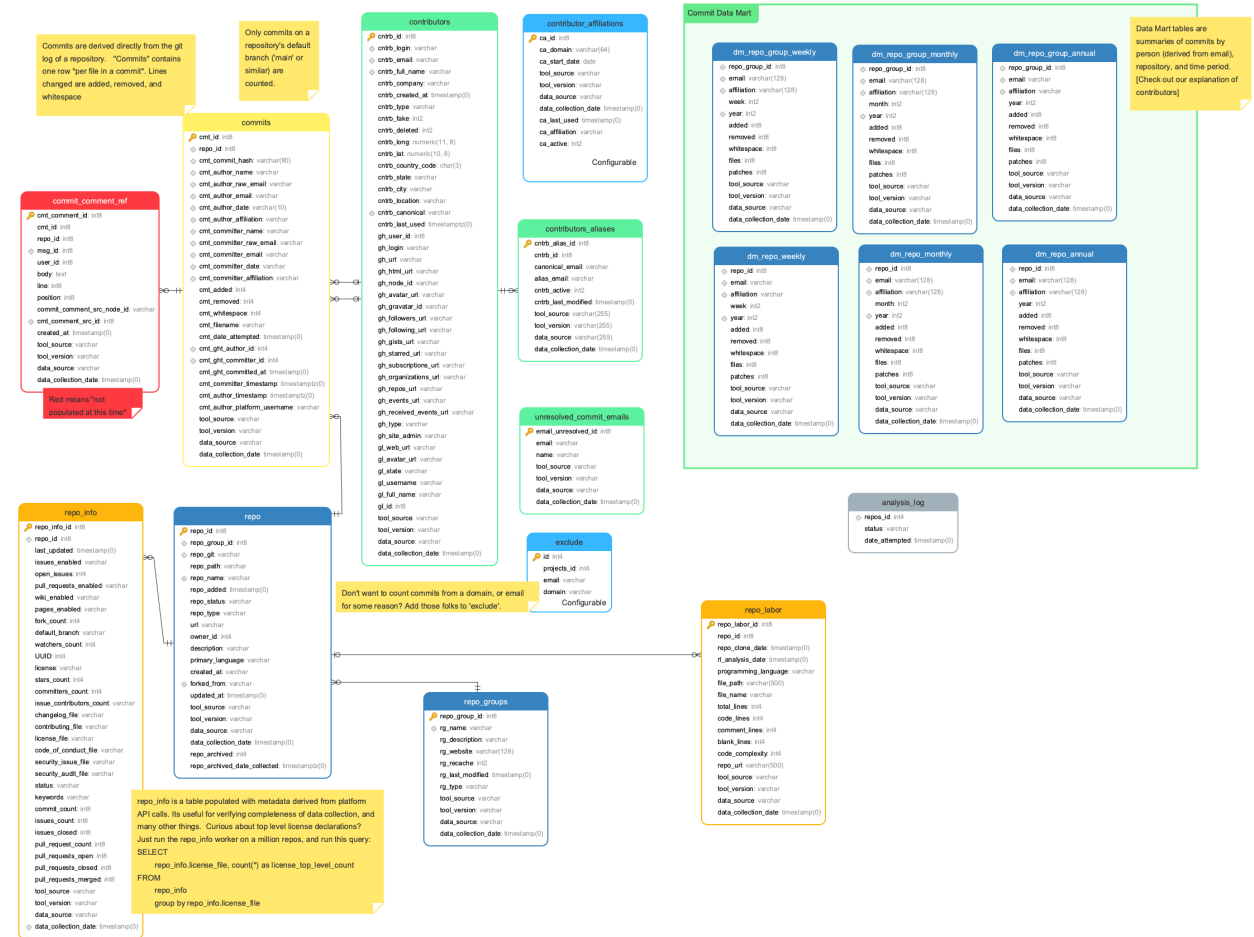 Commits are derived directly from the git
log of a repository. "Commits" contains
one row "per file in a commit". Lines
changed are added, removed, and
whitespace
Only commits on a
repository's default
branch ('main' or
similar) are
counted.
commit_comment_ref
cmt_comment_id: int8
cmt_id: int8
repo_id: int8
msg_id: int8
user_id: int8
body: text
line: int8
position: int8
commit_comment_src_node_id: varchar
cmt_comment_src_id: int8
created_at: timestamp(0)
tool_source: varchar
tool_version: varchar
data_source: varchar
data_collection_date: timestamp(0)
Red means "not
populated at this time"
commits
cmt_id: int8
repo_id: int8
cmt_commit_hash: varchar(80)
cmt_author_name: varchar
cmt_author_raw_email: varchar
cmt_author_email: varchar
cmt_author_date: varchar(10)
cmt_author_affiliation: varchar
cmt_committer_name: varchar
cmt_committer_raw_email: varchar
cmt_committer_email: varchar
cmt_committer_date: varchar
cmt_committer_affiliation: varchar
cmt_added: int4
cmt_removed: int4
cmt_whitespace: int4
cmt_filename: varchar
cmt_date_attempted: timestamp(0)
cmt_ght_author_id: int4
cmt_ght_committer_id: int4
cmt_ght_committed_at: timestamp(0)
cmt_committer_timestamp: timestamptz(0)
cmt_author_timestamp: timestamptz(0)
cmt_author_platform_username: varchar
tool_source: varchar
tool_version: varchar
data_source: varchar
data_collection_date: timestamp(0)
contributors
cntrb_id: int8
cntrb_login: varchar
cntrb_email: varchar
cntrb_full_name: varchar
cntrb_company: varchar
cntrb_created_at: timestamp(0)
cntrb_type: varchar
cntrb_fake: int2
cntrb_deleted: int2
cntrb_long: numeric(11, 8)
cntrb_lat: numeric(10, 8)
cntrb_country_code: char(3)
cntrb_state: varchar
cntrb_city: varchar
cntrb_location: varchar
cntrb_canonical: varchar
cntrb_last_used: timestamptz(0)
gh_user_id: int8
gh_login: varchar
gh_url: varchar
gh_html_url: varchar
gh_node_id: varchar
gh_avatar_url: varchar
gh_gravatar_id: varchar
gh_followers_url: varchar
gh_following_url: varchar
gh_gists_url: varchar
gh_starred_url: varchar
gh_subscriptions_url: varchar
gh_organizations_url: varchar
gh_repos_url: varchar
gh_events_url: varchar
gh_received_events_url: varchar
gh_type: varchar
gh_site_admin: varchar
gl_web_url: varchar
gl_avatar_url: varchar
gl_state: varchar
gl_username: varchar
gl_full_name: varchar
gl_id: int8
tool_source: varchar
tool_version: varchar
data_source: varchar
data_collection_date: timestamp(0)
contributor_affiliations
ca_id: int8
ca_domain: varchar(64)
ca_start_date: date
tool_source: varchar
tool_version: varchar
data_source: varchar
data_collection_date: timestamp(0)
ca_last_used: timestamp(0)
ca_affiliation: varchar
ca_active: int2
Configurable
contributors_aliases
cntrb_alias_id: int8
cntrb_id: int8
canonical_email: varchar
alias_email: varchar
cntrb_active: int2
cntrb_last_modified: timestamp(0)
tool_source: varchar(255)
tool_version: varchar(255)
data_source: varchar(255)
data_collection_date: timestamp(0)
unresolved_commit_emails
email_unresolved_id: int8
email: varchar
name: varchar
tool_source: varchar
tool_version: varchar
data_source: varchar
data_collection_date: timestamp(0)
exclude
id: int4
projects_id: int4
email: varchar
domain: varchar
Configurable
Don't want to count commits from a domain, or email
for some reason? Add those folks to 'exclude'.
Commit Data Mart
dm_repo_group_weekly
repo_group_id: int8
email: varchar(128)
affiliation: varchar(128)
week: int2
year: int2
added: int8
removed: int8
whitespace: int8
files: int8
patches: int8
tool_source: varchar
tool_version: varchar
data_source: varchar
data_collection_date: timestamp(0)
dm_repo_group_monthly
repo_group_id: int8
email: varchar(128)
affiliation: varchar(128)
month: int2
year: int2
added: int8
removed: int8
whitespace: int8
files: int8
patches: int8
tool_source: varchar
tool_version: varchar
data_source: varchar
data_collection_date: timestamp(0)
dm_repo_group_annual
repo_group_id: int8
email: varchar(128)
affiliation: varchar(128)
year: int2
added: int8
removed: int8
whitespace: int8
files: int8
patches: int8
tool_source: varchar
tool_version: varchar
data_source: varchar
data_collection_date: timestamp(0)
Data Mart tables are
summaries of commits by
person (derived from email),
repository, and time period.
[Check out our explanation of
contributors]
dm_repo_weekly
repo_id: int8
email: varchar(128)
affiliation: varchar(128)
week: int2
year: int2
added: int8
removed: int8
whitespace: int8
files: int8
patches: int8
tool_source: varchar
tool_version: varchar
data_source: varchar
data_collection_date: timestamp(0)
dm_repo_monthly
repo_id: int8
email: varchar(128)
affiliation: varchar(128)
month: int2
year: int2
added: int8
removed: int8
whitespace: int8
files: int8
patches: int8
tool_source: varchar
tool_version: varchar
data_source: varchar
data_collection_date: timestamp(0)
dm_repo_annual
repo_id: int8
email: varchar(128)
affiliation: varchar(128)
year: int2
added: int8
removed: int8
whitespace: int8
files: int8
patches: int8
tool_source: varchar
tool_version: varchar
data_source: varchar
data_collection_date: timestamp(0)
analysis_log
repos_id: int4
status: varchar
date_attempted: timestamp(0)
repo_info
repo_info_id: int8
repo_id: int8
last_updated: timestamp(0)
issues_enabled: varchar
open_issues: int4
pull_requests_enabled: varchar
wiki_enabled: varchar
pages_enabled: varchar
fork_count: int4
default_branch: varchar
watchers_count: int4
UUID: int4
license: varchar
stars_count: int4
committers_count: int4
issue_contributors_count: varchar
changelog_file: varchar
contributing_file: varchar
license_file: varchar
code_of_conduct_file: varchar
security_issue_file: varchar
security_audit_file: varchar
status: varchar
keywords: varchar
commit_count: int8
issues_count: int8
issues_closed: int8
pull_request_count: int8
pull_requests_open: int8
pull_requests_closed: int8
pull_requests_merged: int8
tool_source: varchar
tool_version: varchar
data_source: varchar
data_collection_date: timestamp(0)
repo
repo_id: int8
repo_group_id: int8
repo_git: varchar
repo_path: varchar
repo_name: varchar
repo_added: timestamp(0)
repo_status: varchar
repo_type: varchar
url: varchar
owner_id: int4
description: varchar
primary_language: varchar
created_at: varchar
forked_from: varchar
updated_at: timestamp(0)
tool_source: varchar
tool_version: varchar
data_source: varchar
data_collection_date: timestamp(0)
repo_archived: int4
repo_archived_date_collected: timestamptz(0)
repo_info is a table populated with metadata derived from platform
API calls. Its useful for verifying completeness of data collection, and
many other things. Curious about top level license declarations?
Just run the repo_info worker on a million repos, and run this query:
SELECT
repo_info.license_file, count(*) as license_top_level_count
FROM
repo_info
group by repo_info.license_file
repo_groups
repo_group_id: int8
rg_name: varchar
rg_description: varchar
rg_website: varchar(128)
rg_recache: int2
rg_last_modified: timestamp(0)
rg_type: varchar
tool_source: varchar
tool_version: varchar
data_source: varchar
data_collection_date: timestamp(0)
repo_labor
repo_labor_id: int8
repo_id: int8
repo_clone_date: timestamp(0)
rl_analysis_date: timestamp(0)
programming_language: varchar
file_path: varchar(500)
file_name: varchar
total_lines: int4
code_lines: int4
comment_lines: int4
blank_lines: int4
code_complexity: int4
repo_url: varchar(500)
tool_source: varchar
tool_version: varchar
data_source: varchar
data_collection_date: timestamp(0)